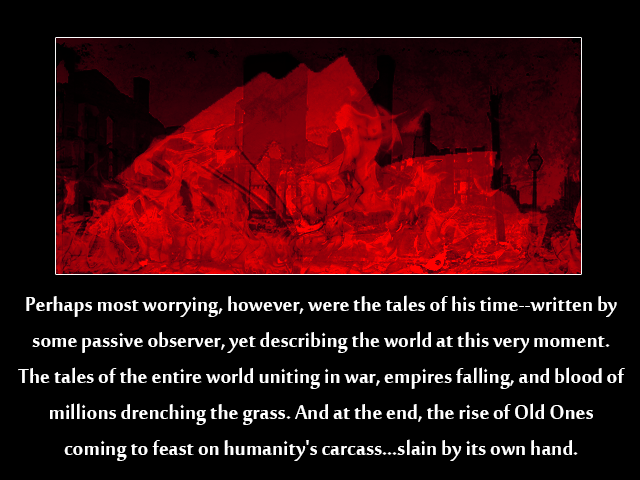 Perhaps most worrying, however, were the tales of his time--written by
some passive observer, yet describing the world at this very moment.
The tales of the entire world uniting in war, empires falling, and blood of
millions drenching the grass. And at the end, the rise of Old Ones
coming to feast on humanity's carcass...slain by its own hand.